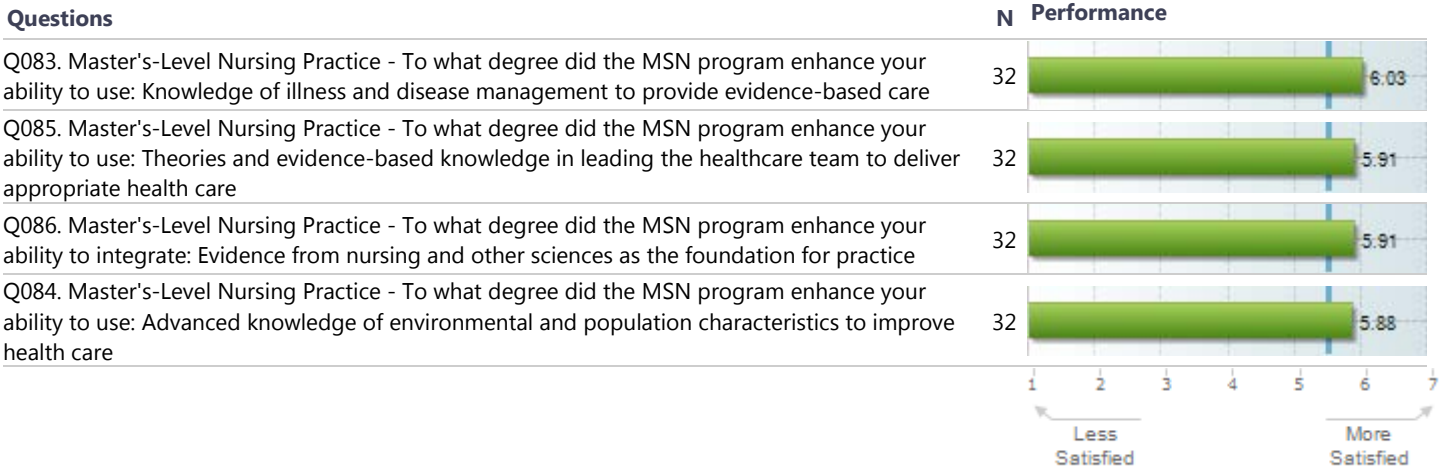 Questions N Performance
Q083. Master's-Level Nursing Practice - To what degree did the MSN program enhance your
ability to use: Knowledge of illness and disease management to provide evidence-based care
32
6.03
Q085. Master's-Level Nursing Practice - To what degree did the MSN program enhance your
ability to use: Theories and evidence-based knowledge in leading the healthcare team to deliver
appropriate health care
32
5.91
Q086. Master's-Level Nursing Practice - To what degree did the MSN program enhance your
ability to integrate: Evidence from nursing and other sciences as the foundation for practice
32
5.91
Q084. Master's-Level Nursing Practice - To what degree did the MSN program enhance your
ability to use: Advanced knowledge of environmental and population characteristics to improve
health care
32
5.88
1 2 3 4 5 6 7
Less
Satisfied
More
Satisfied